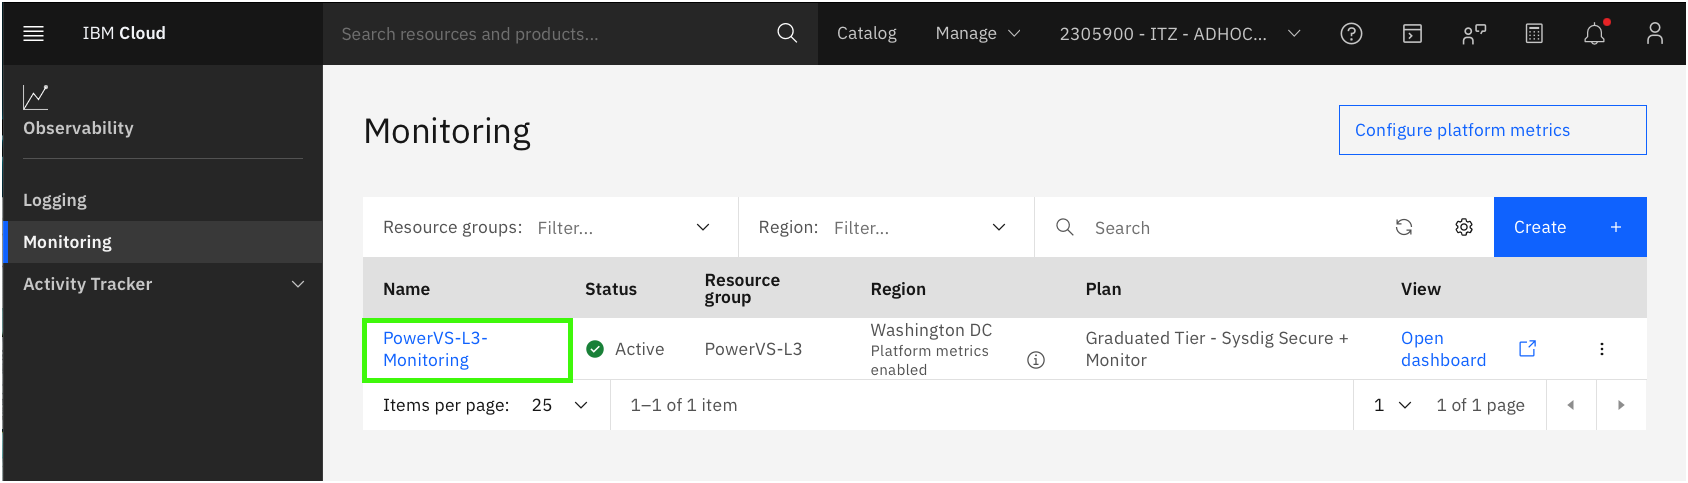 IBM Cloud
Search resources and products...
Catalog
Manage
2305900 - ITZ - ADHOC...
Observability
Logging
Monitoring
Activity Tracker
Monitoring
Configure platform metrics
Resource groups: Filter...
Region: Filter...
Search
Create +
Name
Status
Resource
group
Region
Plan
View
PowerVS-L3-
Monitoring
Active
PowerVS-L3
Washington DC
Platform metrics
enabled
Graduated Tier - Sysdig Secure +
Monitor
Open
dashboard
Items per page: 25
1–1 of 1 item
1
1 of 1 page